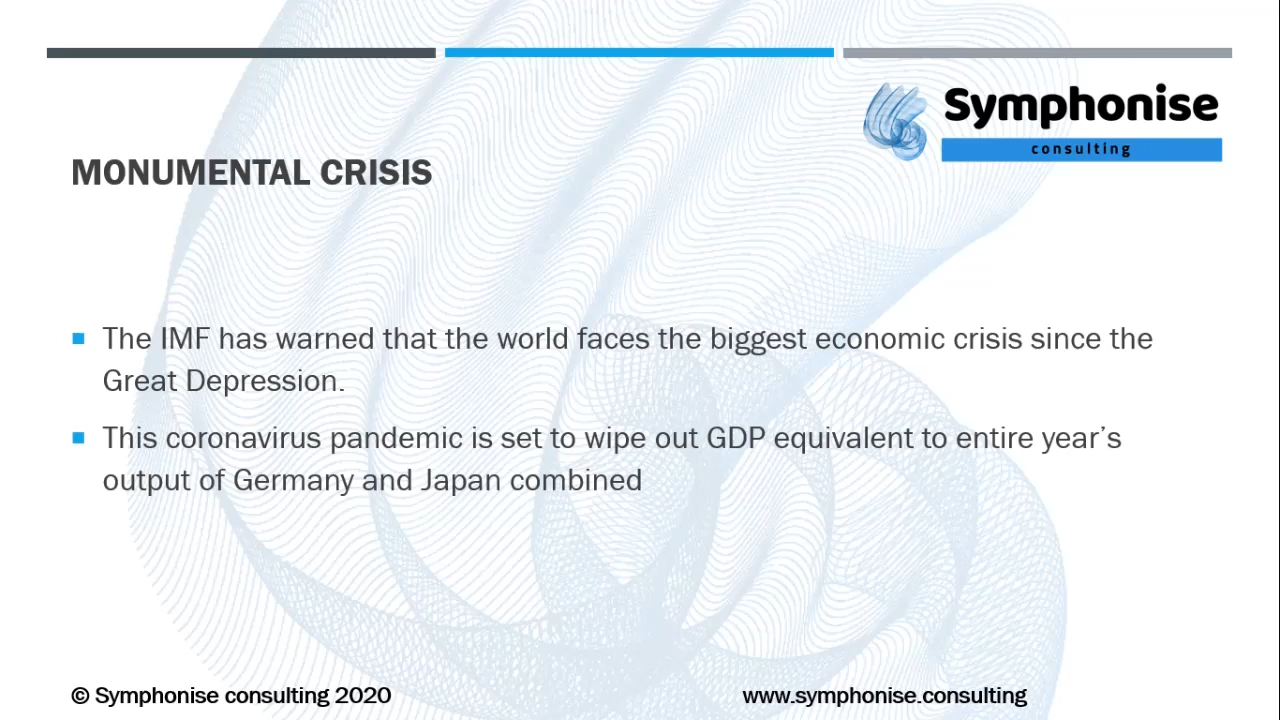 Symphonise
consulting
MONUMENTAL CRISIS
The IMF has warned that the world faces the biggest economic crisis since the
Great Depression.
This coronavirus pandemic is set to wipe out GDP equivalent to entire year’s
output of Germany and Japan combined
© Symphonise consulting 2020
www.symphonise.consulting